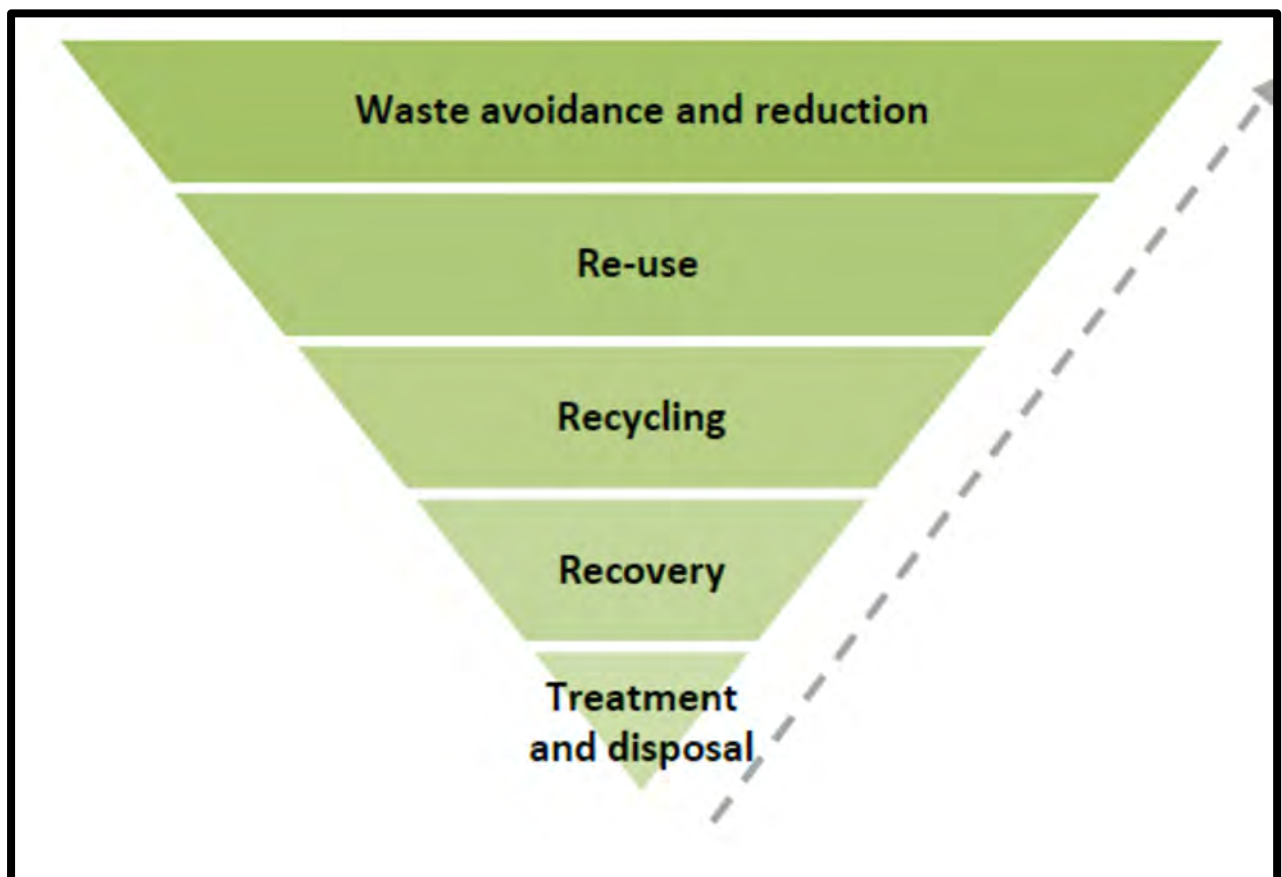 Waste avoidance and reduction
Re-use
Recycling
Recovery
Treatment
and disposal